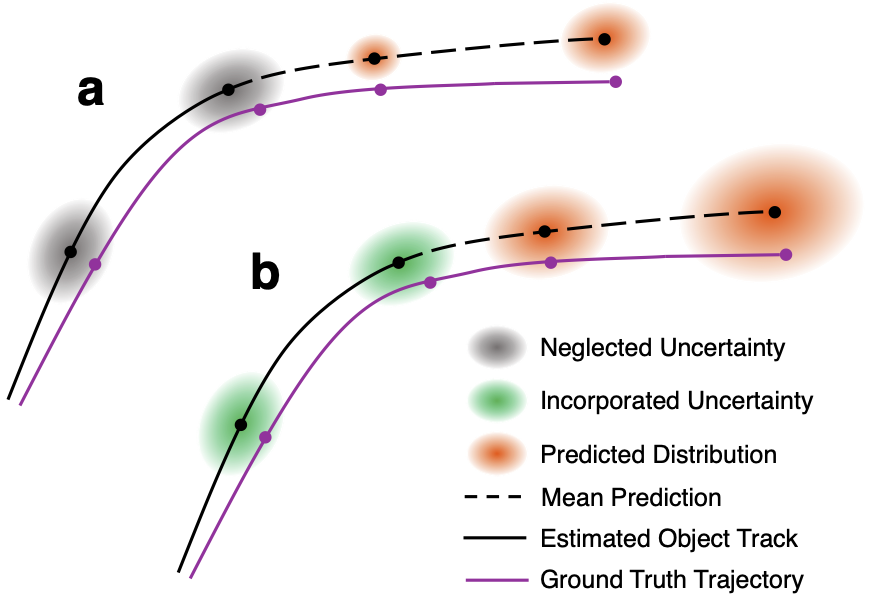 a
b
Neglected Uncertainty
Incorporated Uncertainty
Predicted Distribution
Mean Prediction
Estimated Object Track
Ground Truth Trajectory